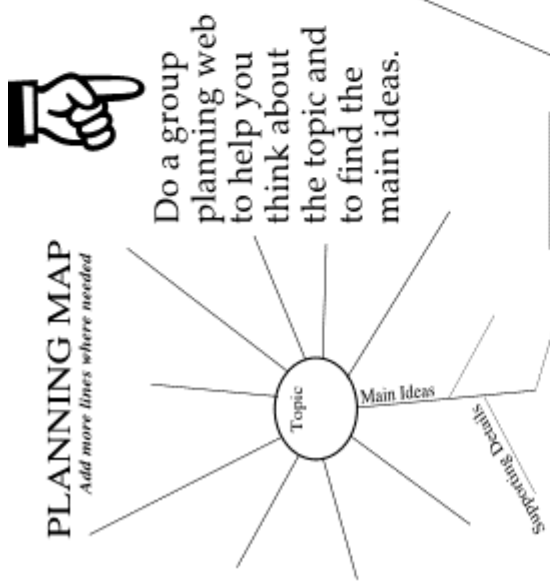 PLANNING MAP
Add more lines where needed
Do a group
planning web
to help you
think about
the topic and
to find the
main ideas.
Topic
Main Ideas
Supporting Details